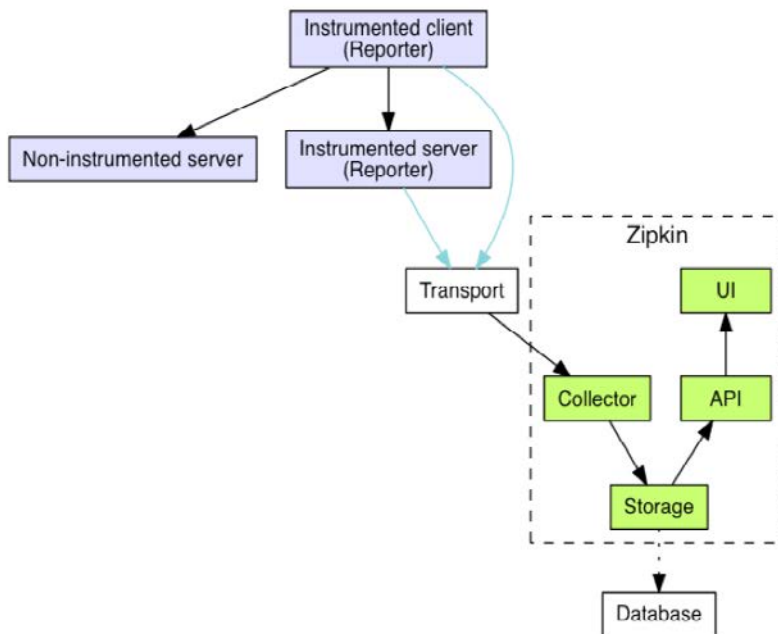 Instrumented client
(Reporter)
Non-instrumented server
Instrumented server
(Reporter)
Zipkin
Transport
UI
Collector
API
Storage
Database